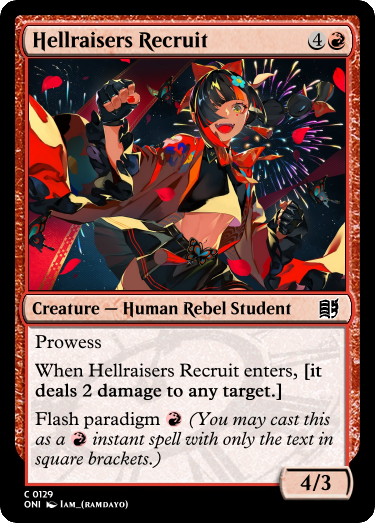 Hellraisers Recruit 4
Creature — Human Rebel Student
Prowess
When Hellraisers Recruit enters, [it
deals 2 damage to any target.]
Flash paradigm (You may cast this
as a instant spell with only the text in
square brackets.)
4/3
C 0129
ONI IAM_(RAMDAYO)